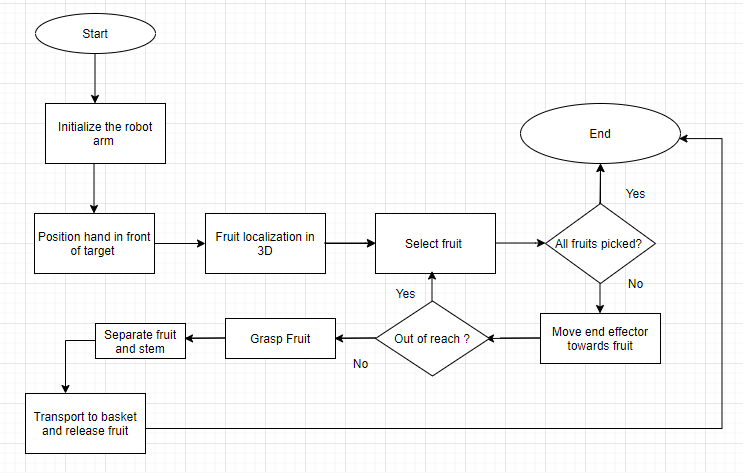 Start
Initialize the robot
arm
Position hand in front
of target
Fruit localization in
3D
Select fruit
All fruits picked?
Yes
End
No
Move end effector
towards fruit
Out of reach ?
Yes
No
Grasp Fruit
Separate fruit
and stem
Transport to basket
and release fruit